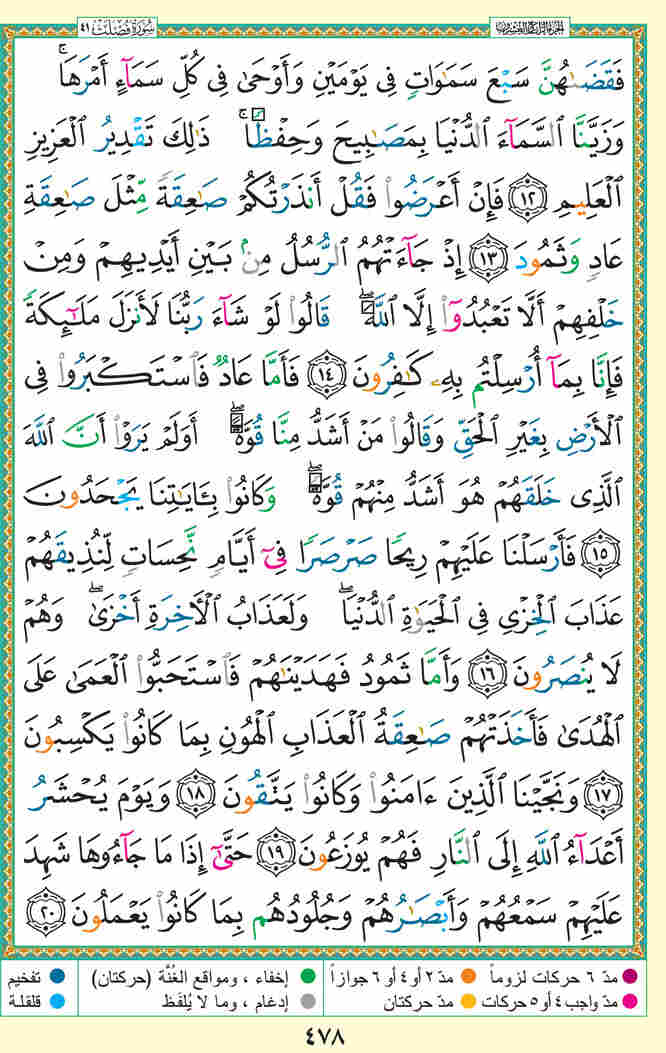 سُورَةُ فُصِّلَت ٤١
الجزء الرابع والعشرون
فَقَضَىٰهُنَّ سَبۡعَ سَمَٰوَاتٖ فِي يَوۡمَيۡنِ وَأَوۡحَىٰ فِي كُلِّ سَمَآءٍ أَمۡرَهَاۚ
وَزَيَّنَّا ٱلسَّمَآءَ ٱلدُّنۡيَا بِمَصَٰبِيحَ وَحِفۡظٗاۚ ذَٰلِكَ تَقۡدِيرُ ٱلۡعَزِيزِ
ٱلۡعَلِيمِ ١٢ فَإِنۡ أَعۡرَضُواْ فَقُلۡ أَنذَرۡتُكُمۡ صَٰعِقَةٗ مِّثۡلَ صَٰعِقَةِ
عَادٖ وَثَمُودَ ١٣ إِذۡ جَآءَتۡهُمُ ٱلرُّسُلُ مِنۢ بَيۡنِ أَيۡدِيهِمۡ وَمِنۡ
خَلۡفِهِمۡ أَلَّا تَعۡبُدُوٓاْ إِلَّا ٱللَّهَۖ قَالُواْ لَوۡ شَآءَ رَبُّنَا لَأَنزَلَ مَلَٰٓئِكَةٗ
فَإِنَّا بِمَآ أُرۡسِلۡتُم بِهِۦ كَٰفِرُونَ ١٤ فَأَمَّا عَادٞ فَٱسۡتَكۡبَرُواْ فِي
ٱلۡأَرۡضِ بِغَيۡرِ ٱلۡحَقِّ وَقَالُواْ مَنۡ أَشَدُّ مِنَّا قُوَّةًۖ أَوَلَمۡ يَرَوۡاْ أَنَّ ٱللَّهَ
ٱلَّذِي خَلَقَهُمۡ هُوَ أَشَدُّ مِنۡهُمۡ قُوَّةٗۖ وَكَانُواْ بِـَٔايَٰتِنَا يَجۡحَدُونَ
١٥ فَأَرۡسَلۡنَا عَلَيۡهِمۡ رِيحٗا صَرۡصَرٗا فِيٓ أَيَّامٖ نَّحِسَاتٖ لِّنُذِيقَهُمۡ
عَذَابَ ٱلۡخِزۡيِ فِي ٱلۡحَيَوٰةِ ٱلدُّنۡيَاۖ وَلَعَذَابُ ٱلۡأٓخِرَةِ أَخۡزَىٰۖ وَهُمۡ
لَا يُنصَرُونَ ١٦ وَأَمَّا ثَمُودُ فَهَدَيۡنَٰهُمۡ فَٱسۡتَحَبُّواْ ٱلۡعَمَىٰ عَلَى
ٱلۡهُدَىٰ فَأَخَذَتۡهُمۡ صَٰعِقَةُ ٱلۡعَذَابِ ٱلۡهُونِ بِمَا كَانُواْ يَكۡسِبُونَ
١٧ وَنَجَّيۡنَا ٱلَّذِينَ ءَامَنُواْ وَكَانُواْ يَتَّقُونَ ١٨ وَيَوۡمَ يُحۡشَرُ
أَعۡدَآءُ ٱللَّهِ إِلَى ٱلنَّارِ فَهُمۡ يُوزَعُونَ ١٩ حَتَّىٰٓ إِذَا مَا جَآءُوهَا شَهِدَ
عَلَيۡهِمۡ سَمۡعُهُمۡ وَأَبۡصَٰرُهُمۡ وَجُلُودُهُم بِمَا كَانُواْ يَعۡمَلُونَ ٢٠
مدّ ٦ حركات لزوماً مدّ ٢ أو ٤ أو ٦ جوازاً إخفاء ، ومواقع الغُنَّة (حركتان) تفخيم
مدّ واجب ٤ أو ٥ حركات مدّ حركتان إدغام ، وما لا يُلفَظ قلقلة
٤٧٨